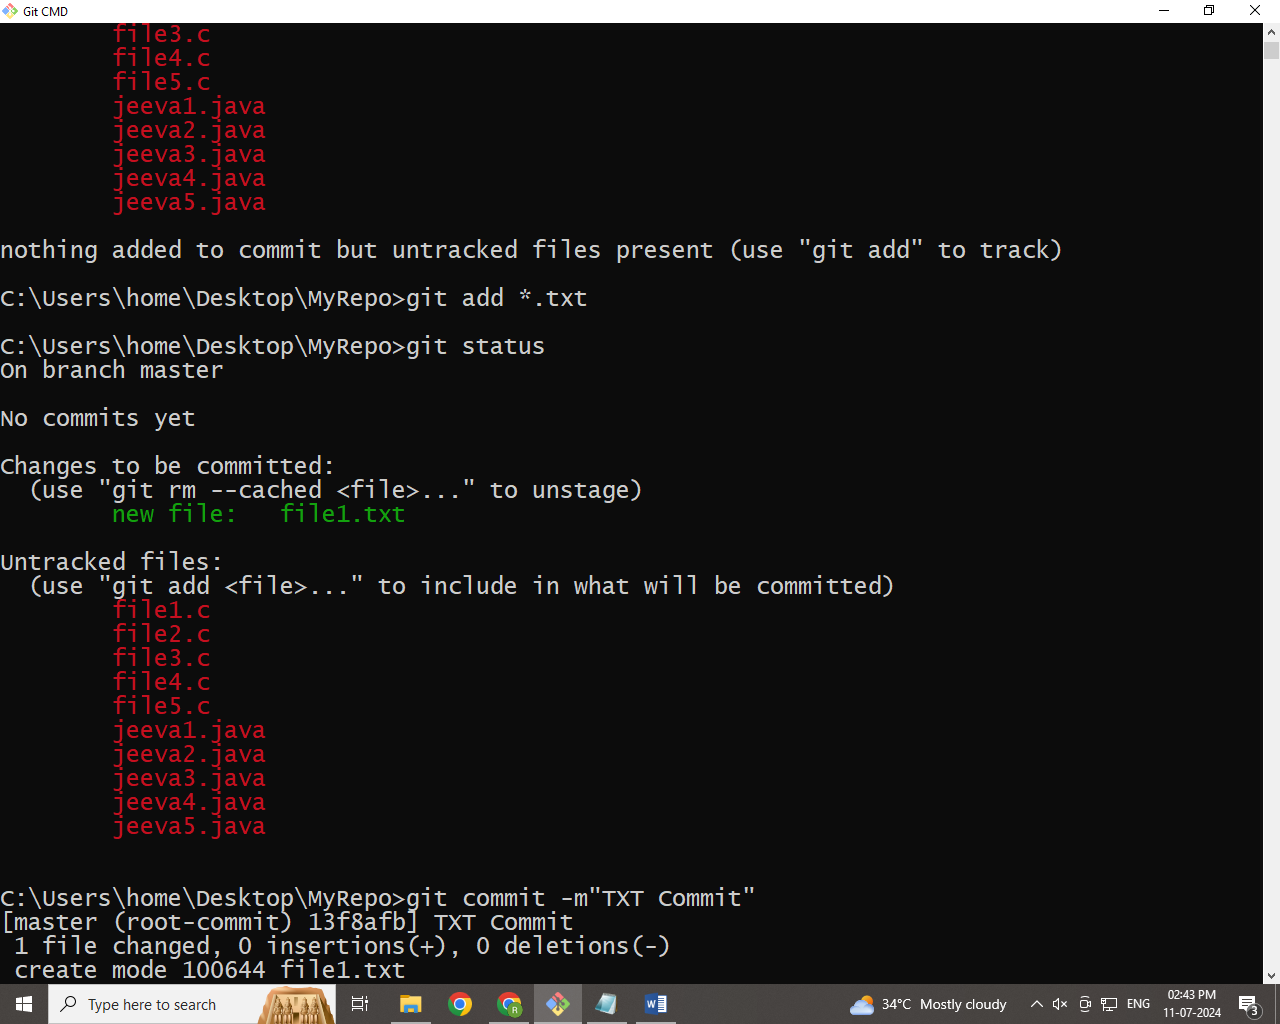 Git CMD
file3.c
file4.c
file5.c
jeeva1.java
jeeva2.java
jeeva3.java
jeeva4.java
jeeva5.java
nothing added to commit but untracked files present (use "git add" to track)
C:\Users\home\Desktop\MyRepo>git add *.txt
C:\Users\home\Desktop\MyRepo>git status
On branch master
No commits yet
Changes to be committed:
(use "git rm --cached <file>..." to unstage)
new file:   file1.txt
Untracked files:
(use "git add <file>..." to include in what will be committed)
file1.c
file2.c
file3.c
file4.c
file5.c
jeeva1.java
jeeva2.java
jeeva3.java
jeeva4.java
jeeva5.java
C:\Users\home\Desktop\MyRepo>git commit -m"TXT Commit"
[master (root-commit) 13f8afb] TXT Commit
1 file changed, 0 insertions(+), 0 deletions(-)
create mode 100644 file1.txt
Type here to search
R
W
34°C Mostly cloudy
ENG
02:43 PM
11-07-2024
3